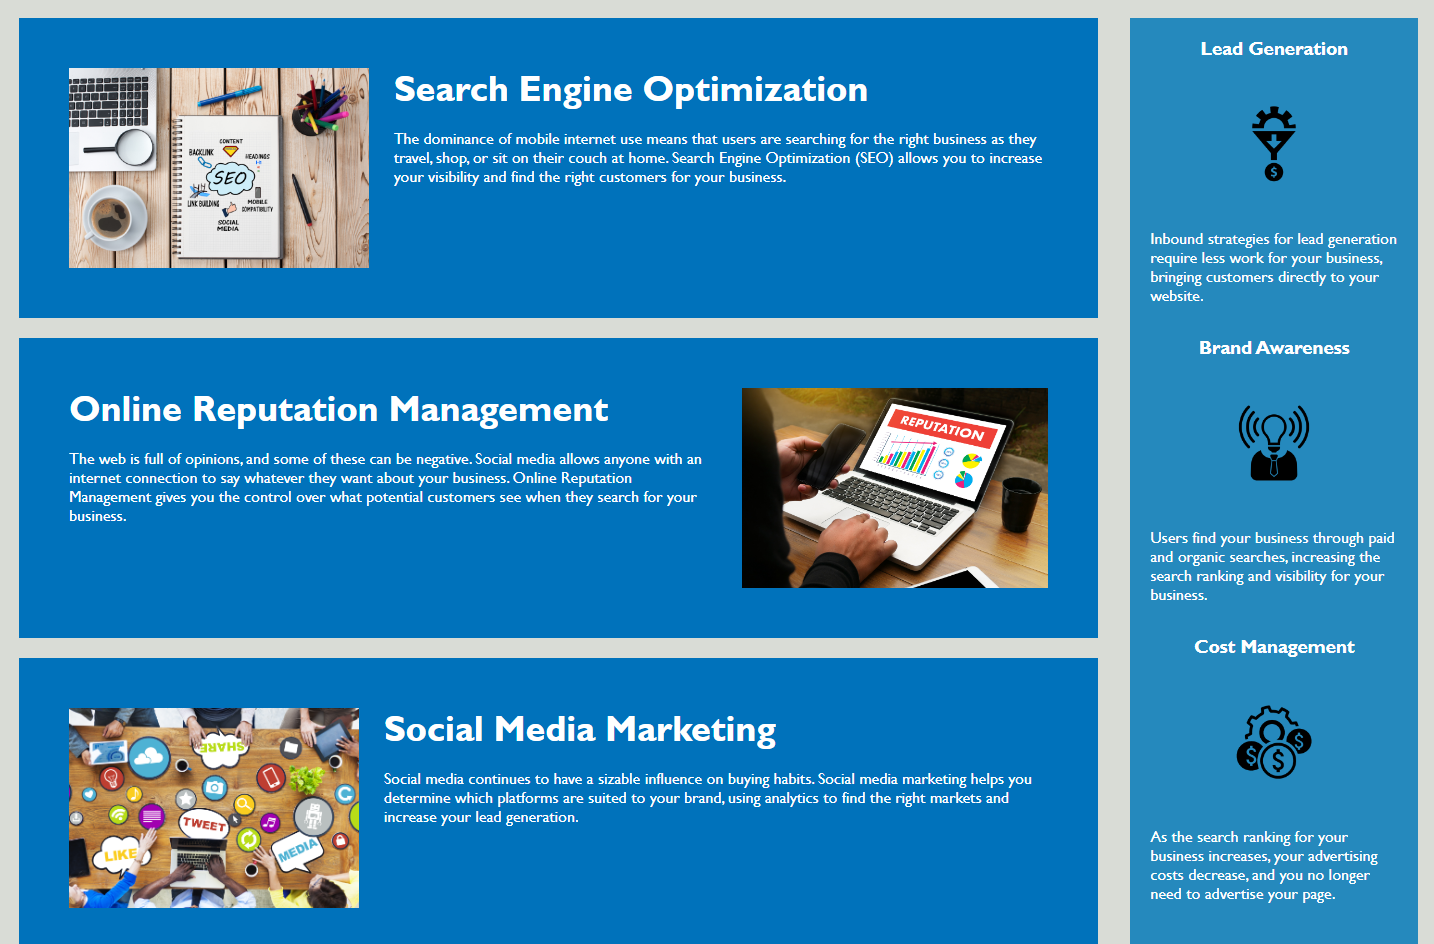 Search Engine Optimization
The dominance of mobile internet use means that users are searching for the right business as they
travel, shop, or sit on their couch at home. Search Engine Optimization (SEO) allows you to increase
your visibility and find the right customers for your business.
CONTENT
BACKLINK
HEADINGS
SEO
LINK BUILDING
MOBILE
COMPATIBILITY
SOCIAL
MEDIA
Online Reputation Management
The web is full of opinions, and some of these can be negative. Social media allows anyone with an
internet connection to say whatever they want about your business. Online Reputation
Management gives you the control over what potential customers see when they search for your
business.
REPUTATION
Social Media Marketing
Social media continues to have a sizable influence on buying habits. Social media marketing helps you
determine which platforms are suited to your brand, using analytics to find the right markets and
increase your lead generation.
SHARE
TWEET
LIKE
MEDIA
Lead Generation
$
Inbound strategies for lead generation
require less work for your business,
bringing customers directly to your
website.
Brand Awareness
Users find your business through paid
and organic searches, increasing the
search ranking and visibility for your
business.
Cost Management
$ $ $
As the search ranking for your
business increases, your advertising
costs decrease, and you no longer
need to advertise your page.